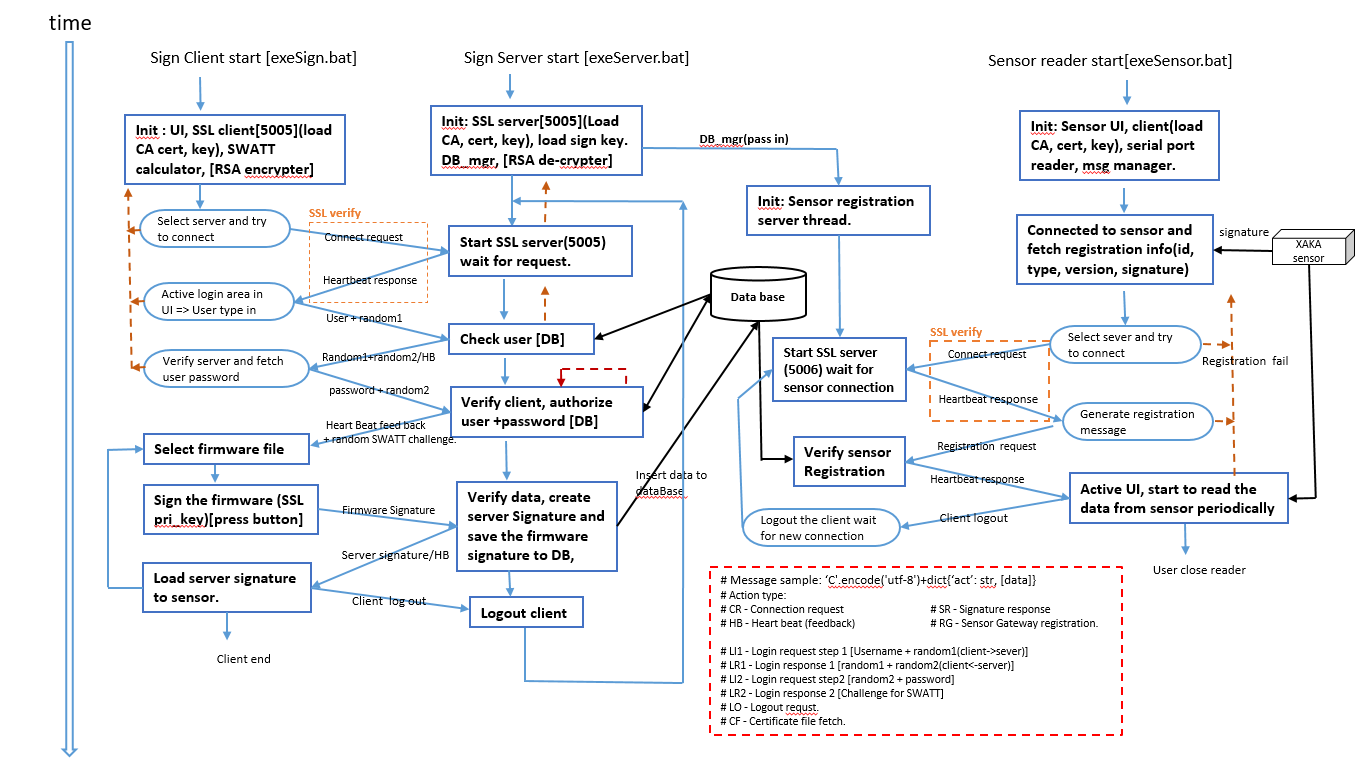 time
Sign Client start [exeSign.bat]
Sign Server start [exeServer.bat]
Sensor reader start[exeSensor.bat]
Init : UI, SSL client[5005](load
CA cert, key), SWATT
calculator, [RSA encrypter]
Init: SSL server[5005](Load
CA, cert, key), load sign key.
DB_mgr, [RSA de-crypter]
DB_mgr(pass in)
Init: Sensor UI, client(load
CA, cert, key), serial port
reader, msg manager.
Init: Sensor registration
server thread.
Select server and try
to connect
SSL verify
Connect request
Heartbeat response
Start SSL server(5005)
wait for request.
Connected to sensor and
fetch registration info(id,
type, version, signature)
signature
XAKA
sensor
Active login area in
UI => User type in
User + random1
Data base
Check user [DB]
Random1+random2/HB
Verify server and fetch
user password
password + random2
Start SSL server
(5006) wait for
sensor connection
SSL verify
Connect request
Heartbeat response
Select sever and try
to connect
Registration fail
Generate registration
message
Verify client, authorize
user +password [DB]
Heart Beat feed back
+ random SWATT challenge.
Select firmware file
Registration request
Verify sensor
Registration
Heartbeat response
Insert data to
dataBase
Sign the firmware (SSL
pri_key)[press button]
Firmware Signature
Verify data, create
server Signature and
save the firmware
signature to DB,
Active UI, start to read the
data from sensor periodically
Client logout
Logout the client wait
for new connection
Server signature/HB
Load server signature
to sensor.
Client log out
Logout client
User close reader
Client end
# Message sample: ‘C'.encode('utf-8')+dict{‘act’: str, [data]}
# Action type:
# CR - Connection request # SR - Signature response
# HB - Heart beat (feedback) # RG - Sensor Gateway registration.
# LI1 - Login request step 1 [Username + random1(client->sever)]
# LR1 - Login response 1 [random1 + random2(client<-server)]
# LI2 - Login request step2 [random2 + password]
# LR2 - Login response 2 [Challenge for SWATT]
# LO - Logout requst.
# CF - Certificate file fetch.